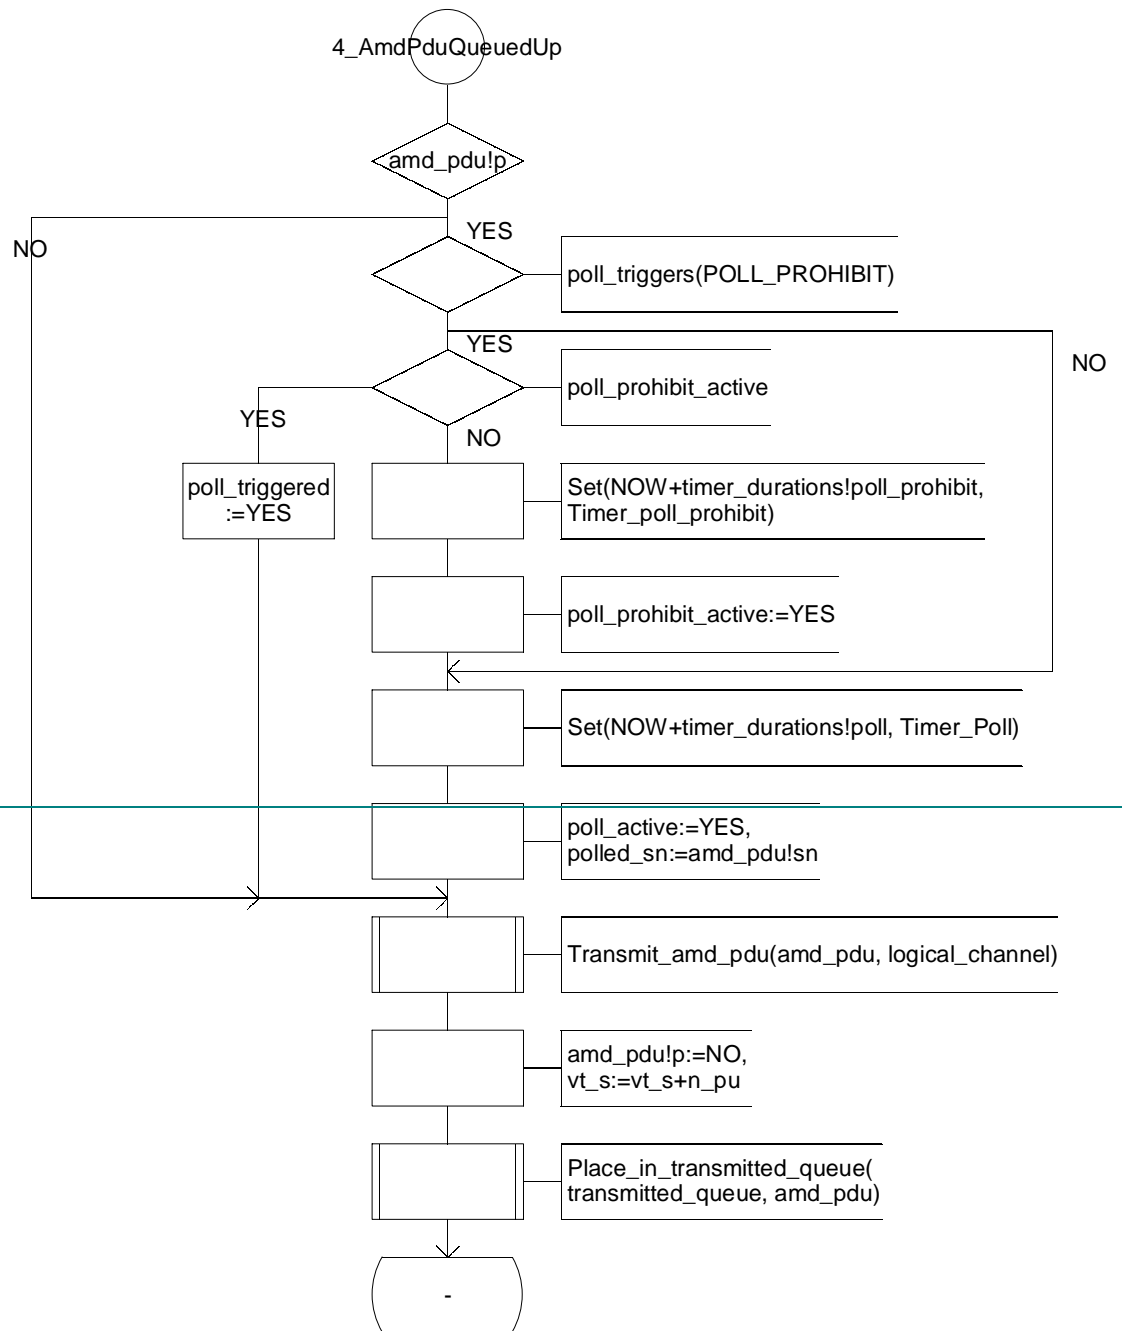 4_AmdPduQueuedUp
amd_pdu!p
YES
NO
poll_triggers(POLL_PROHIBIT)
YES
NO
poll_prohibit_active
YES
NO
poll_triggered
:=YES
Set(NOW+timer_durations!poll_prohibit,
Timer_poll_prohibit)
poll_prohibit_active:=YES
Set(NOW+timer_durations!poll, Timer_Poll)
poll_active:=YES,
polled_sn:=amd_pdu!sn
Transmit_amd_pdu(amd_pdu, logical_channel)
amd_pdu!p:=NO,
vt_s:=vt_s+n_pu
Place_in_transmitted_queue(
transmitted_queue, amd_pdu)
-